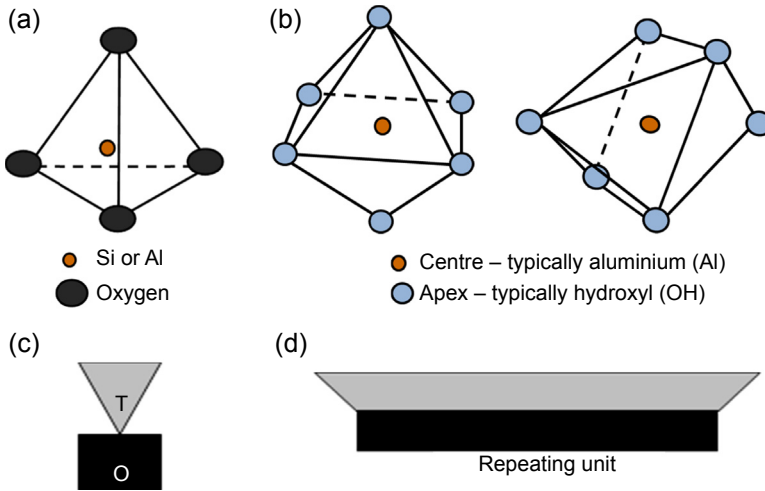 (a)
(b)
Si or Al
Oxygen
Centre – typically aluminium (Al)
Apex – typically hydroxyl (OH)
(c)
(d)
T
O
Repeating unit